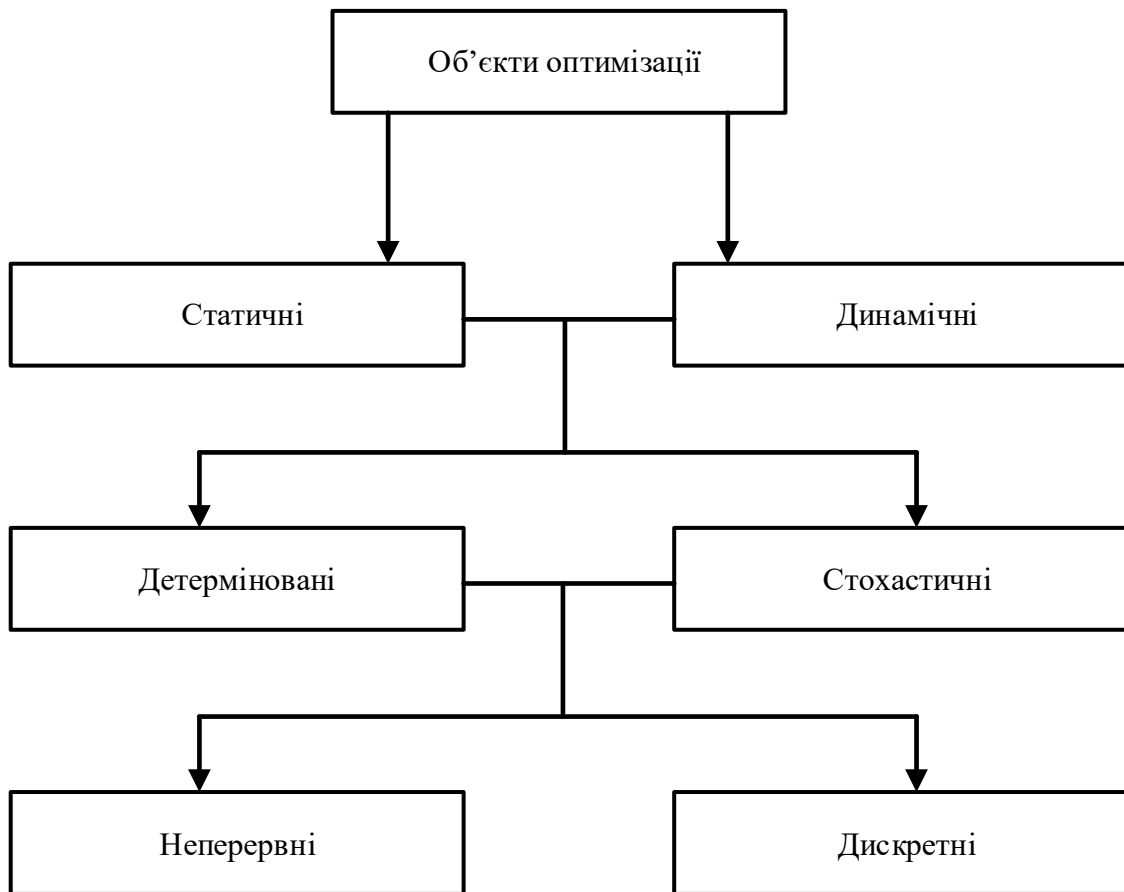 Об’єкти оптимізації
Статичні
Динамічні
Детерміновані
Стохастичні
Неперервні
Дискретні